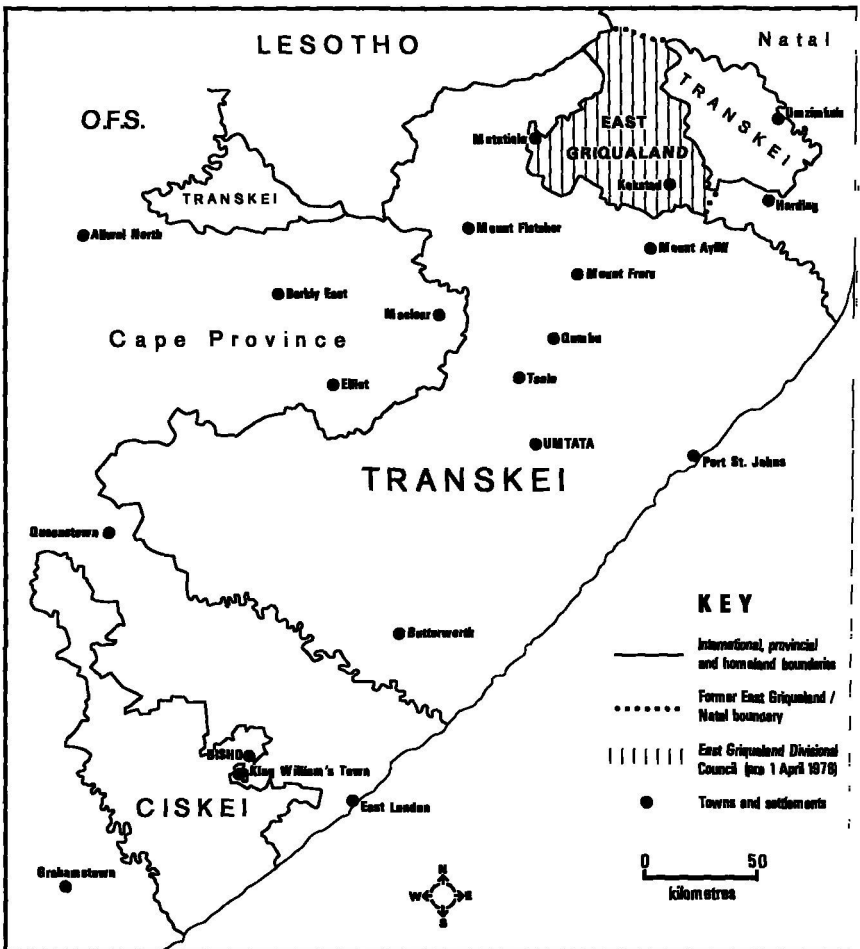 LESOTHO
Natal
O.F.S.
TRANSKEI
Umzimkulu
EAST
GRIQUALAND
Matatiele
Kokstad
TRANSKEI
Harding
Aliwal North
Mount Fletcher
Mount Ayliff
Mount Frere
Barkly East
Maclear
Cape Province
Qumbu
Elliot
Tsolo
UMTATA
Port St. Johns
TRANSKEI
Queenstown
Butterworth
KEY
International, provincial
and homeland boundaries
Former East Griqualand /
Natal boundary
East Griqualand Divisional
Council (pre 1 April 1978)
Towns and settlements
BISHO
King William's Town
CISKEI
East London
Grahamstown
N
W E
S
0 50
kilometres